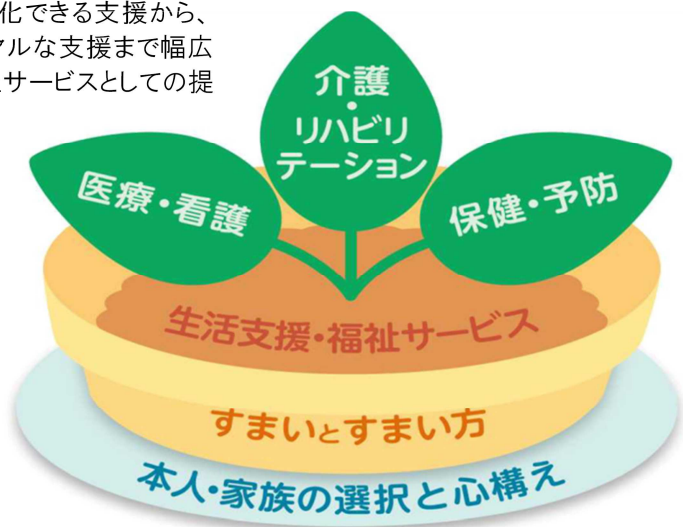 化できる支援から、
ルな支援まで幅広
サービスとしての提
介護
・
リハビリ
テーション
医療・看護
保健・予防
生活支援・福祉サービス
すまいとすまい方
本人・家族の選択と心構え